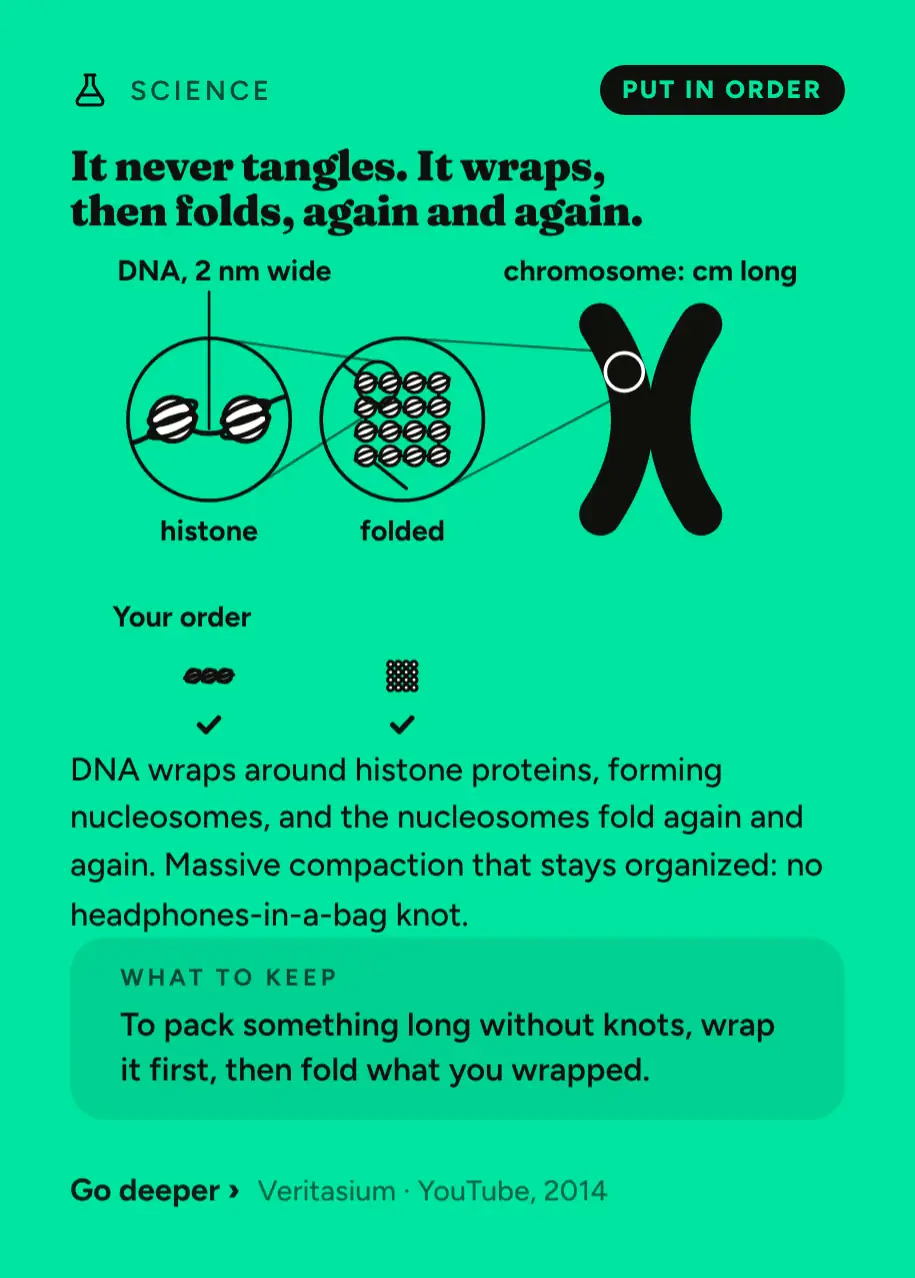 SCIENCE
PUT IN ORDER
It never tangles. It wraps,
then folds, again and again.
DNA, 2 nm wide
chromosome: cm long
histone
folded
Your order
DNA wraps around histone proteins, forming
nucleosomes, and the nucleosomes fold again and
again. Massive compaction that stays organized: no
headphones-in-a-bag knot.
WHAT TO KEEP
To pack something long without knots, wrap
it first, then fold what you wrapped.
Go deeper › Veritasium · YouTube, 2014